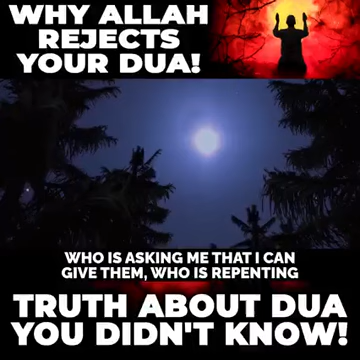 WHY ALLAH
REJECTS
YOUR DUA!
WHO IS ASKING ME THAT I CAN
GIVE THEM, WHO IS REPENTING
TRUTH ABOUT DUA
YOU DIDN'T KNOW!